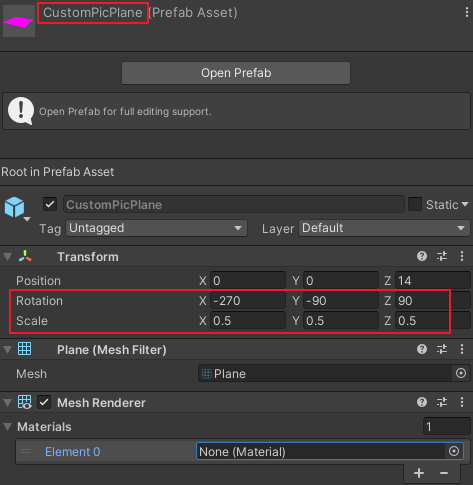 CustomPicPlane (Prefab Asset)
Open Prefab
Open Prefab for full editing support.
Root in Prefab Asset
CustomPicPlane Static
Tag Untagged Layer Default
Transform
Position X 0 Y 0 Z 14
Rotation X -270 Y -90 Z 90
Scale X 0.5 Y 0.5 Z 0.5
Plane (Mesh Filter)
Mesh Plane
Mesh Renderer
Materials 1
Element 0 None (Material)